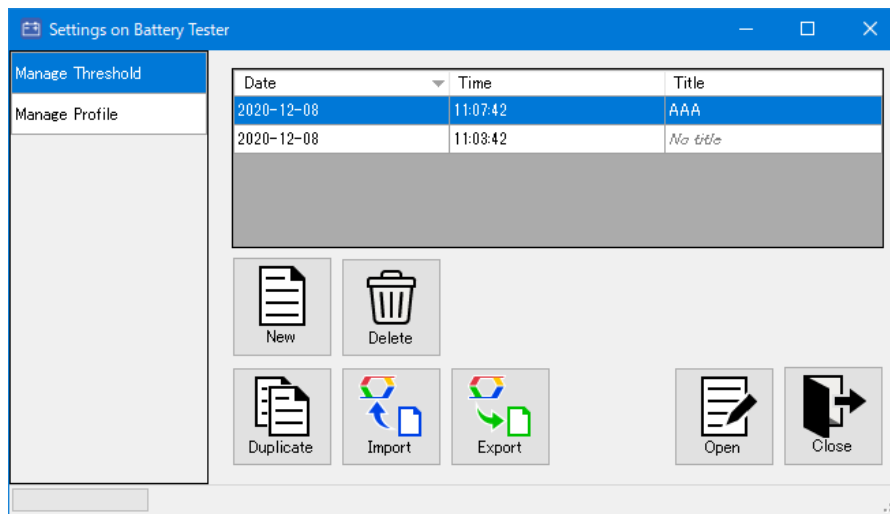 Settings on Battery Tester
Manage Threshold
Manage Profile
Date Time Title
2020-12-08 11:07:42 AAA
2020-12-08 11:03:42 No title
New Delete
Duplicate Import Export Open Close